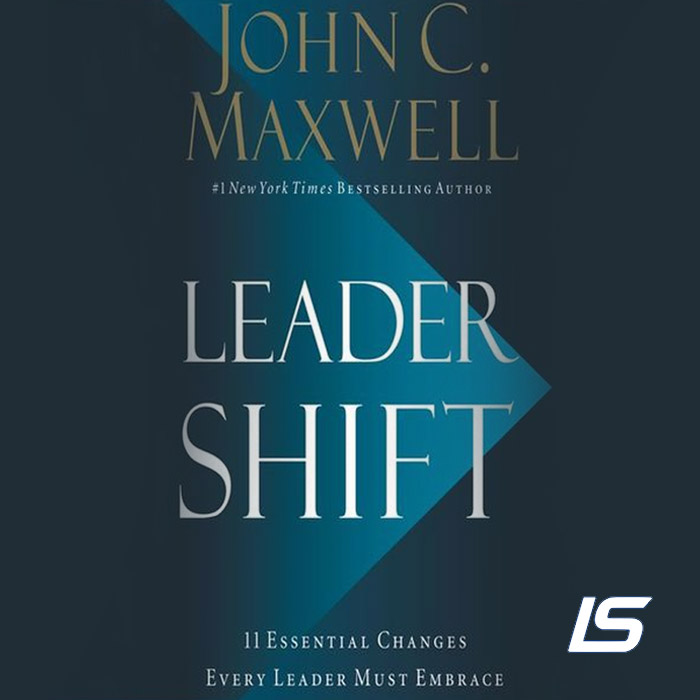 JOHN C.
MAXWELL
#1 New York Times BESTSELLING AUTHOR
LEADER
SHIFT
11 ESSENTIAL CHANGES
EVERY LEADER MUST EMBRACE
LS